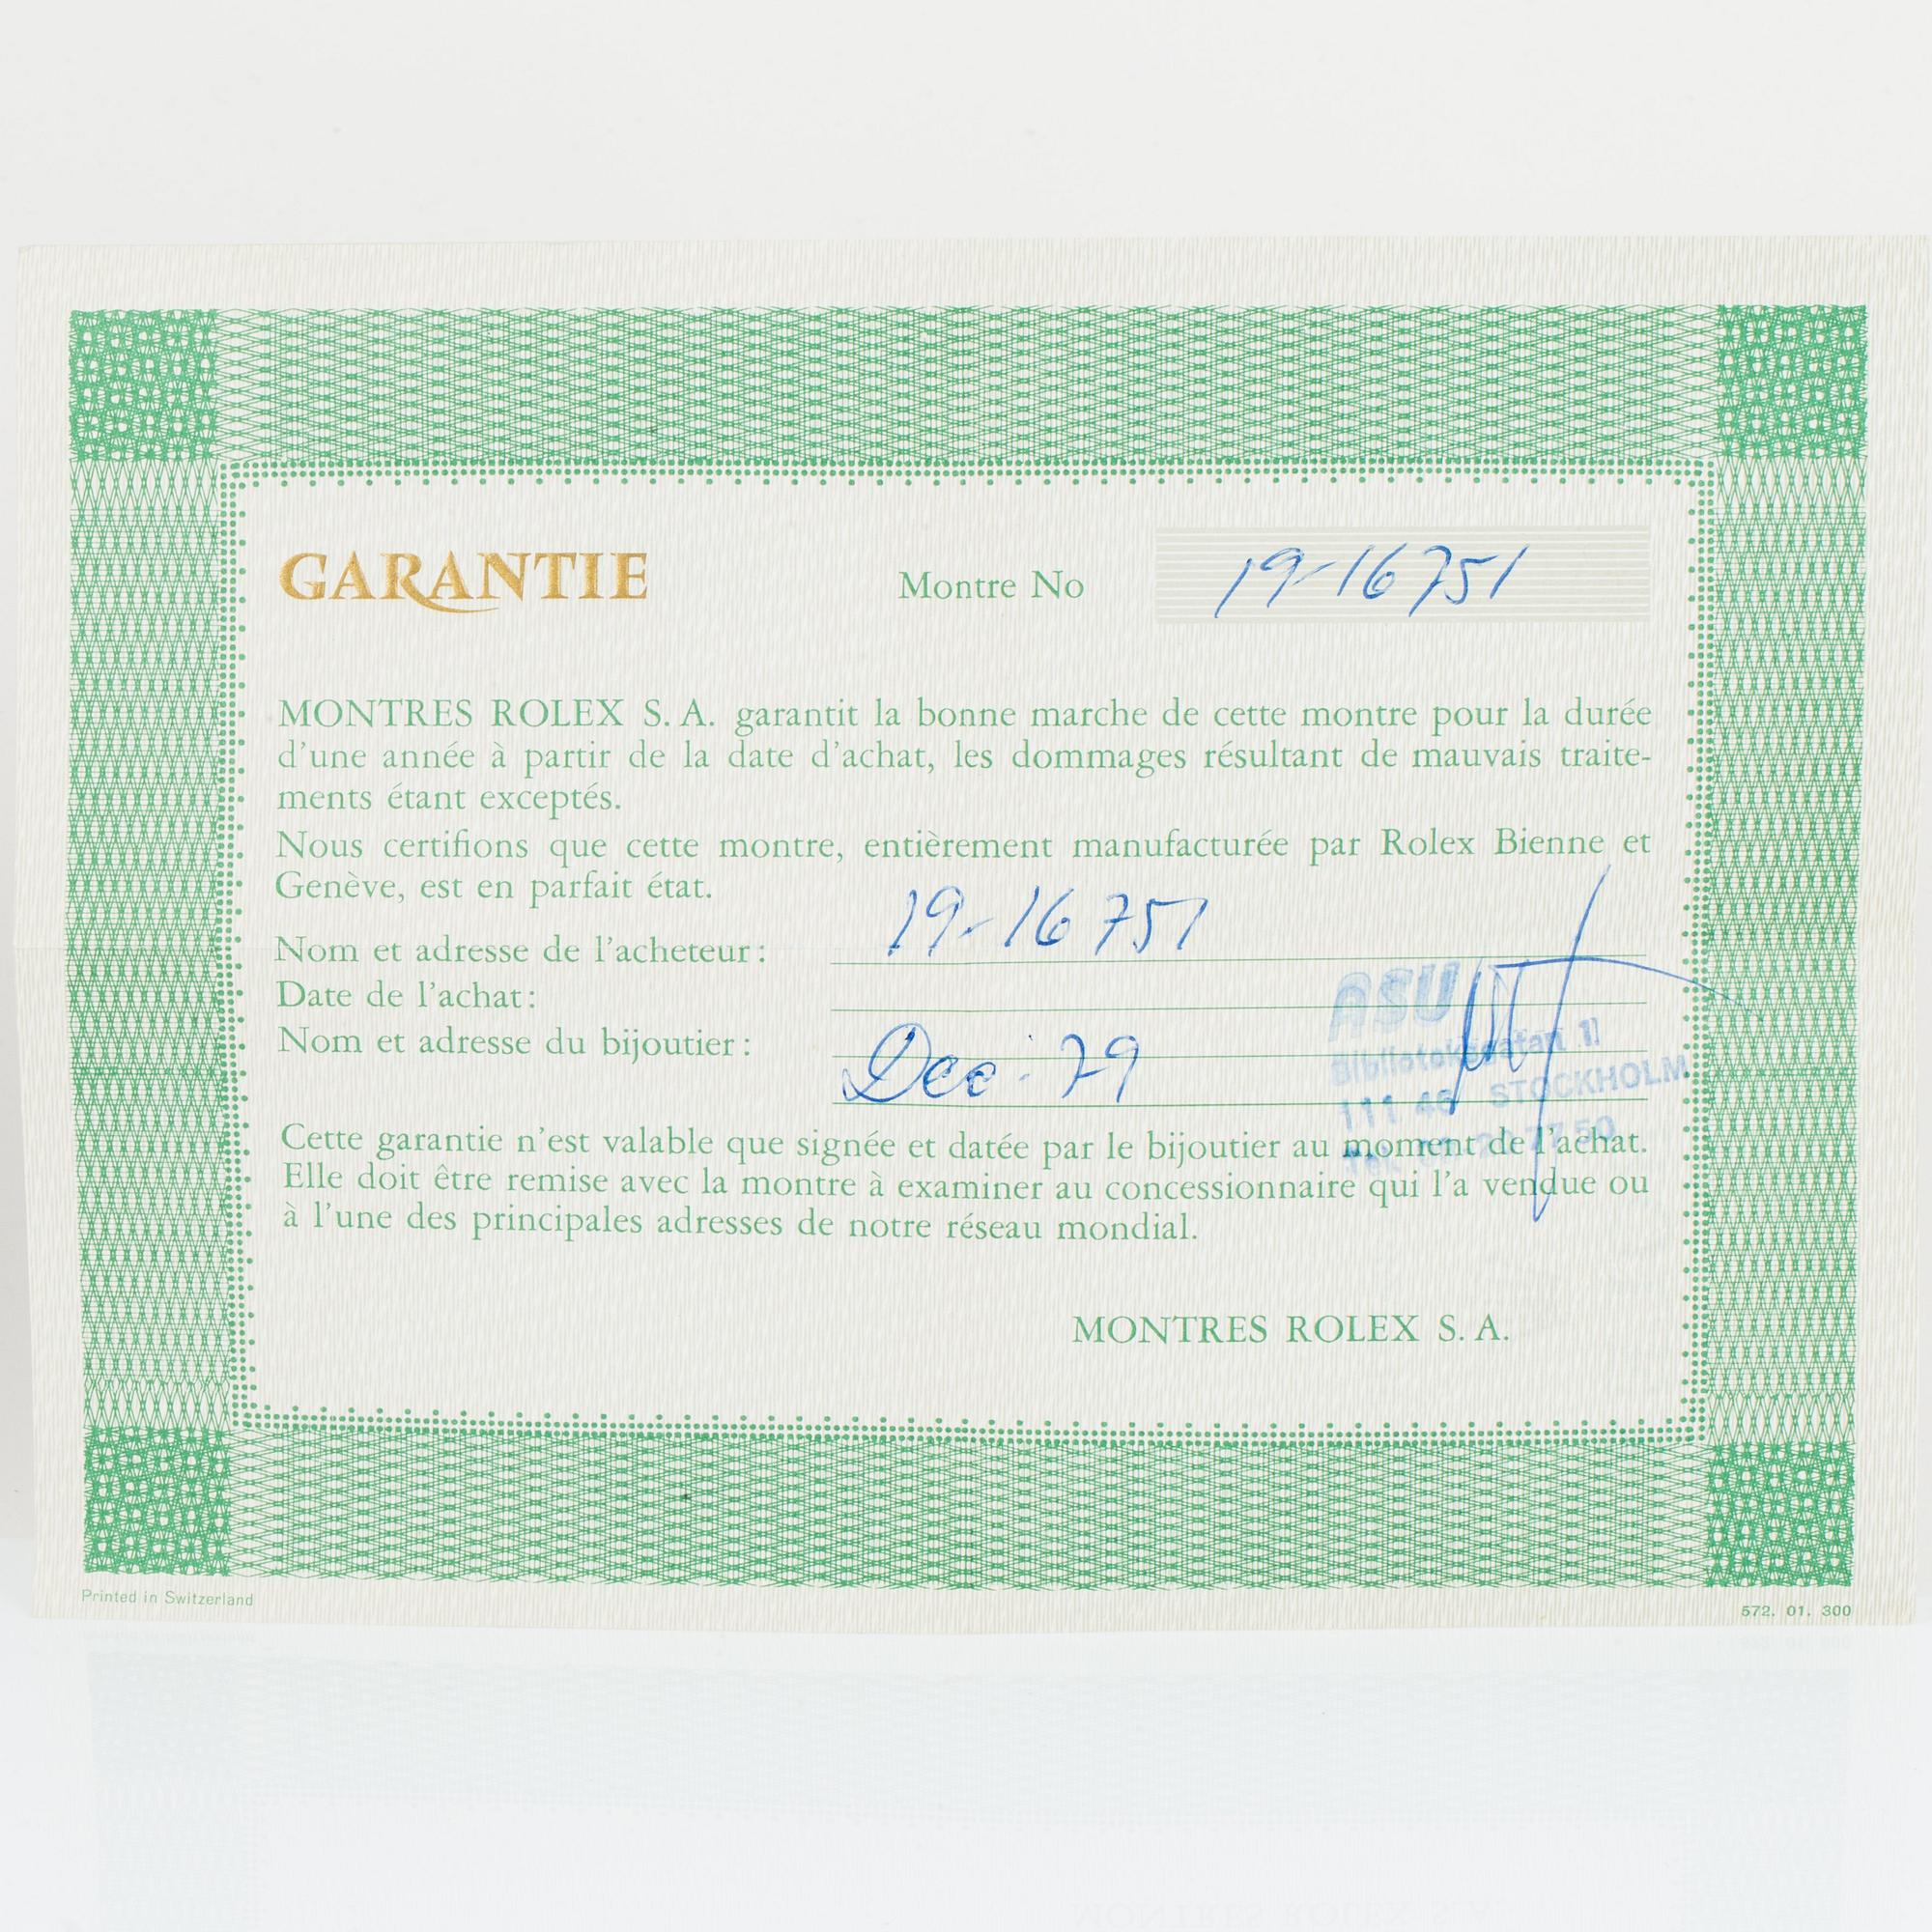 GARANTIE
Montre No 19-16751
MONTRES ROLEX S. A. garantit la bonne marche de cette montre pour la durée
d'une année à partir de la date d'achat, les dommages résultant de mauvais traite-
ments étant exceptés.
Nous certifions que cette montre, entièrement manufacturée par Rolex Bienne et
Genève, est en parfait état.
Nom et adresse de l'acheteur: 19-16751
Date de l'achat:
Nom et adresse du bijoutier:
Dec: 79
Biblioteksgatan 11
111 46 STOCKHOLM
Cette garantie n'est valable que signée et datée par le bijoutier au moment de l'achat.
Elle doit être remise avec la montre à examiner au concessionnaire qui l'a vendue ou
à l'une des principales adresses de notre réseau mondial.
MONTRES ROLEX S. A.
Printed in Switzerland
572. 01. 300